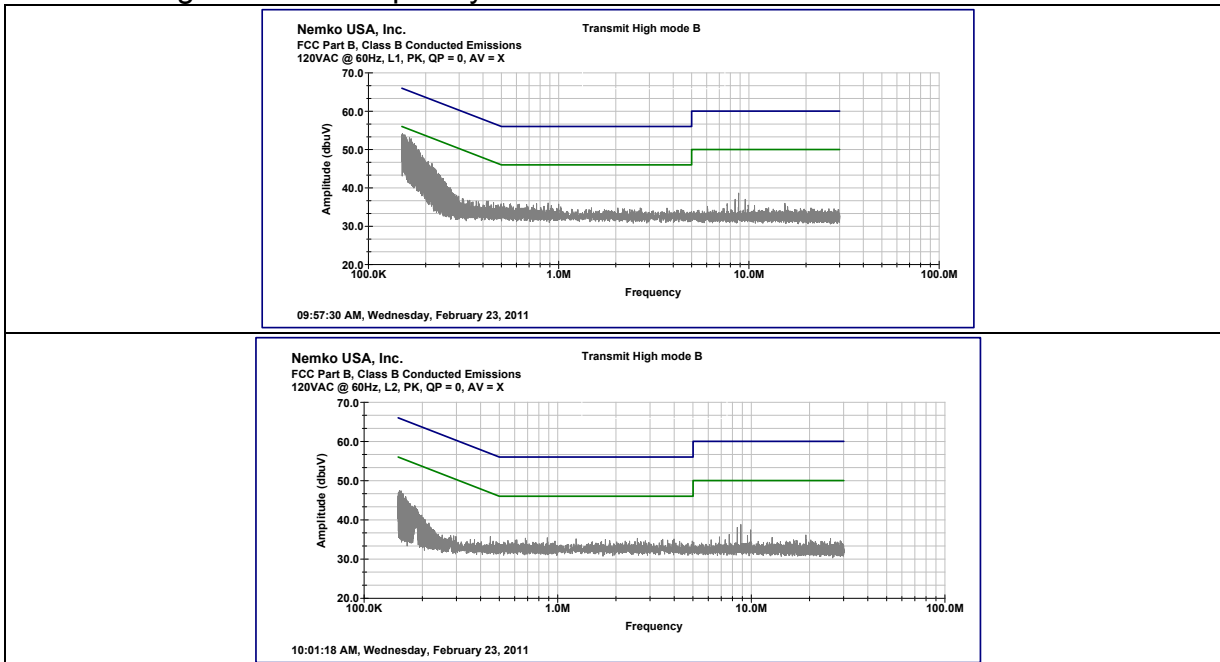 Nemko USA, Inc.
Transmit High mode B
FCC Part B, Class B Conducted Emissions
120VAC @ 60Hz, L1, PK, QP = 0, AV = X
70.0
60.0
50.0
40.0
30.0
20.0
Amplitude (dbuV)
100.0K
1.0M
10.0M
100.0M
Frequency
09:57:30 AM, Wednesday, February 23, 2011
Nemko USA, Inc.
Transmit High mode B
FCC Part B, Class B Conducted Emissions
120VAC @ 60Hz, L2, PK, QP = 0, AV = X
70.0
60.0
50.0
40.0
30.0
20.0
Amplitude (dbuV)
100.0K
1.0M
10.0M
100.0M
Frequency
10:01:18 AM, Wednesday, February 23, 2011